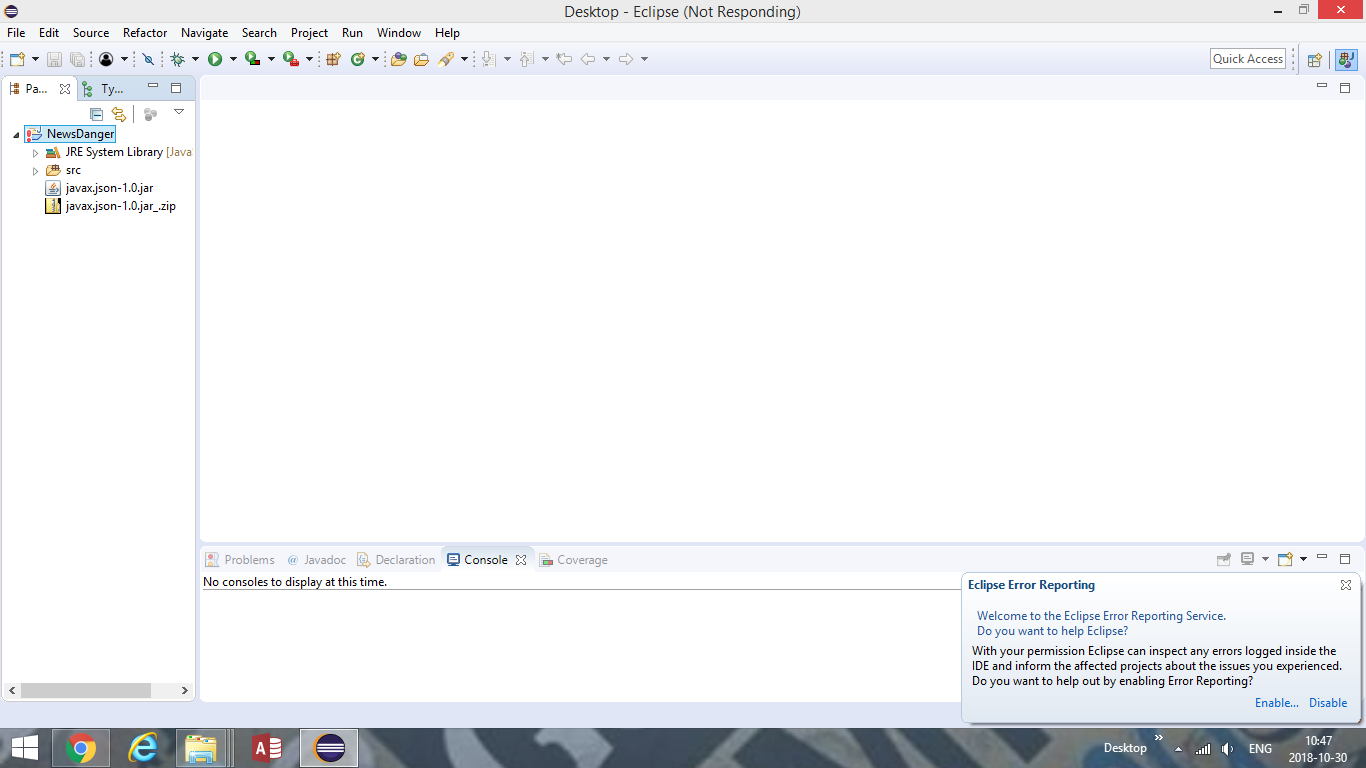 Desktop - Eclipse (Not Responding)
File Edit Source Refactor Navigate Search Project Run Window Help
Quick Access
Pa... Ty...
NewsDanger
JRE System Library [Java
src
javax.json-1.0.jar
javax.json-1.0.jar_.zip
Problems @ Javadoc Declaration Console Coverage
No consoles to display at this time.
Eclipse Error Reporting
Welcome to the Eclipse Error Reporting Service.
Do you want to help Eclipse?
With your permission Eclipse can inspect any errors logged inside the
IDE and inform the affected projects about the issues you experienced.
Do you want to help out by enabling Error Reporting?
Enable... Disable
Desktop ENG 10:47
2018-10-30